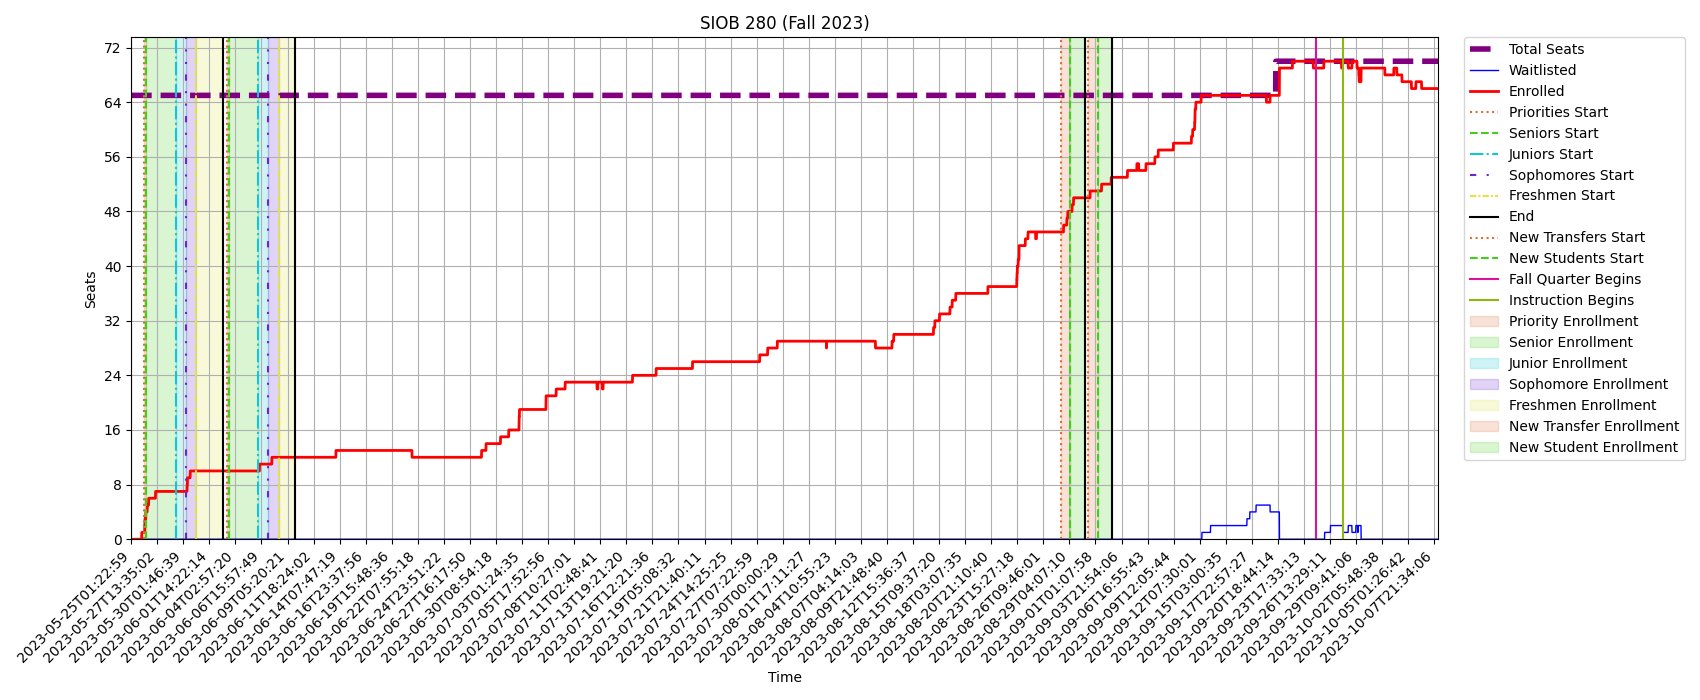 SIOB 280 (Fall 2023)
Seats
72
64
56
48
40
32
24
16
8
0
2023-05-25T01:22:59
2023-05-27T13:35:02
2023-05-30T01:46:39
2023-06-01T14:22:14
2023-06-04T02:57:20
2023-06-06T15:57:49
2023-06-09T05:20:21
2023-06-11T18:24:02
2023-06-14T07:47:19
2023-06-16T23:37:56
2023-06-19T15:48:36
2023-06-22T07:55:18
2023-06-24T23:51:22
2023-06-27T16:17:50
2023-06-30T08:54:18
2023-07-03T01:24:35
2023-07-05T17:52:56
2023-07-08T10:27:01
2023-07-11T02:48:41
2023-07-13T19:21:20
2023-07-16T12:21:36
2023-07-19T05:08:32
2023-07-21T21:40:11
2023-07-24T14:25:25
2023-07-27T07:22:59
2023-07-30T00:00:29
2023-08-01T17:11:27
2023-08-04T10:55:23
2023-08-07T04:14:03
2023-08-09T21:48:40
2023-08-12T15:36:37
2023-08-15T09:37:20
2023-08-18T03:07:35
2023-08-20T21:10:40
2023-08-23T15:27:18
2023-08-26T09:46:01
2023-08-29T04:07:10
2023-09-01T01:07:58
2023-09-03T21:54:06
2023-09-06T16:55:43
2023-09-09T12:05:44
2023-09-12T07:30:01
2023-09-15T03:00:35
2023-09-17T22:57:27
2023-09-20T18:44:14
2023-09-23T17:33:13
2023-09-26T13:29:11
2023-09-29T09:41:06
2023-10-02T05:48:38
2023-10-05T01:26:42
2023-10-07T21:34:06
Time
Total Seats
Waitlisted
Enrolled
Priorities Start
Seniors Start
Juniors Start
Sophomores Start
Freshmen Start
End
New Transfers Start
New Students Start
Fall Quarter Begins
Instruction Begins
Priority Enrollment
Senior Enrollment
Junior Enrollment
Sophomore Enrollment
Freshmen Enrollment
New Transfer Enrollment
New Student Enrollment